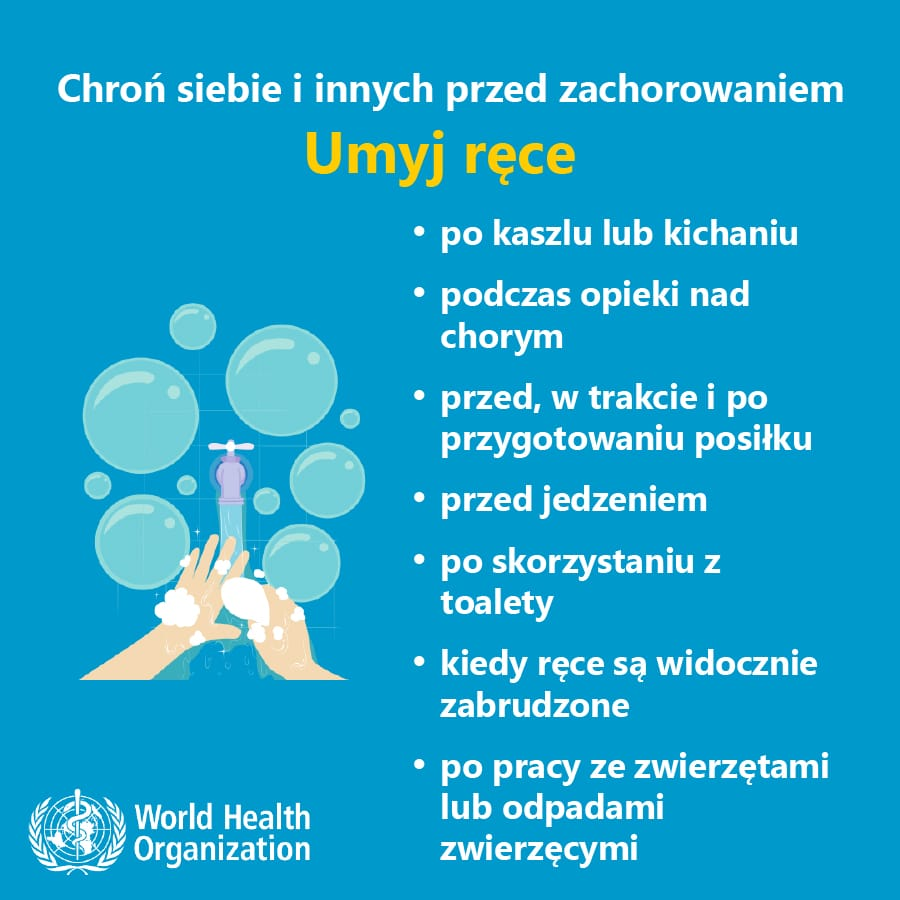 Chroń siebie i innych przed zachorowaniem
Umyj ręce
• po kaszlu lub kichaniu
• podczas opieki nad
chorym
• przed, w trakcie i po
przygotowaniu posiłku
• przed jedzeniem
• po skorzystaniu z
toalety
• kiedy ręce są widocznie
zabrudzone
• po pracy ze zwierzętami
lub odpadami
zwierzęcymi
World Health
Organization